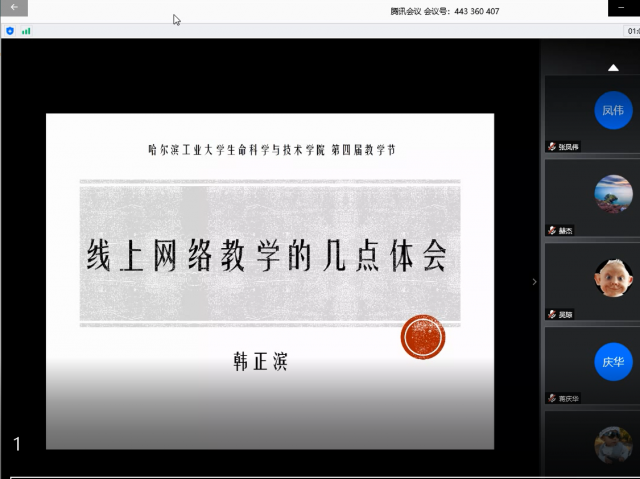 腾讯会议 会议号：443 360 407
哈尔滨工业大学生命科学与技术学院 第四届教学节
线上网络教学的几点体会
韩正滨
1
凤伟
张凤伟
赫杰
吴琼
庆华
蒋庆华